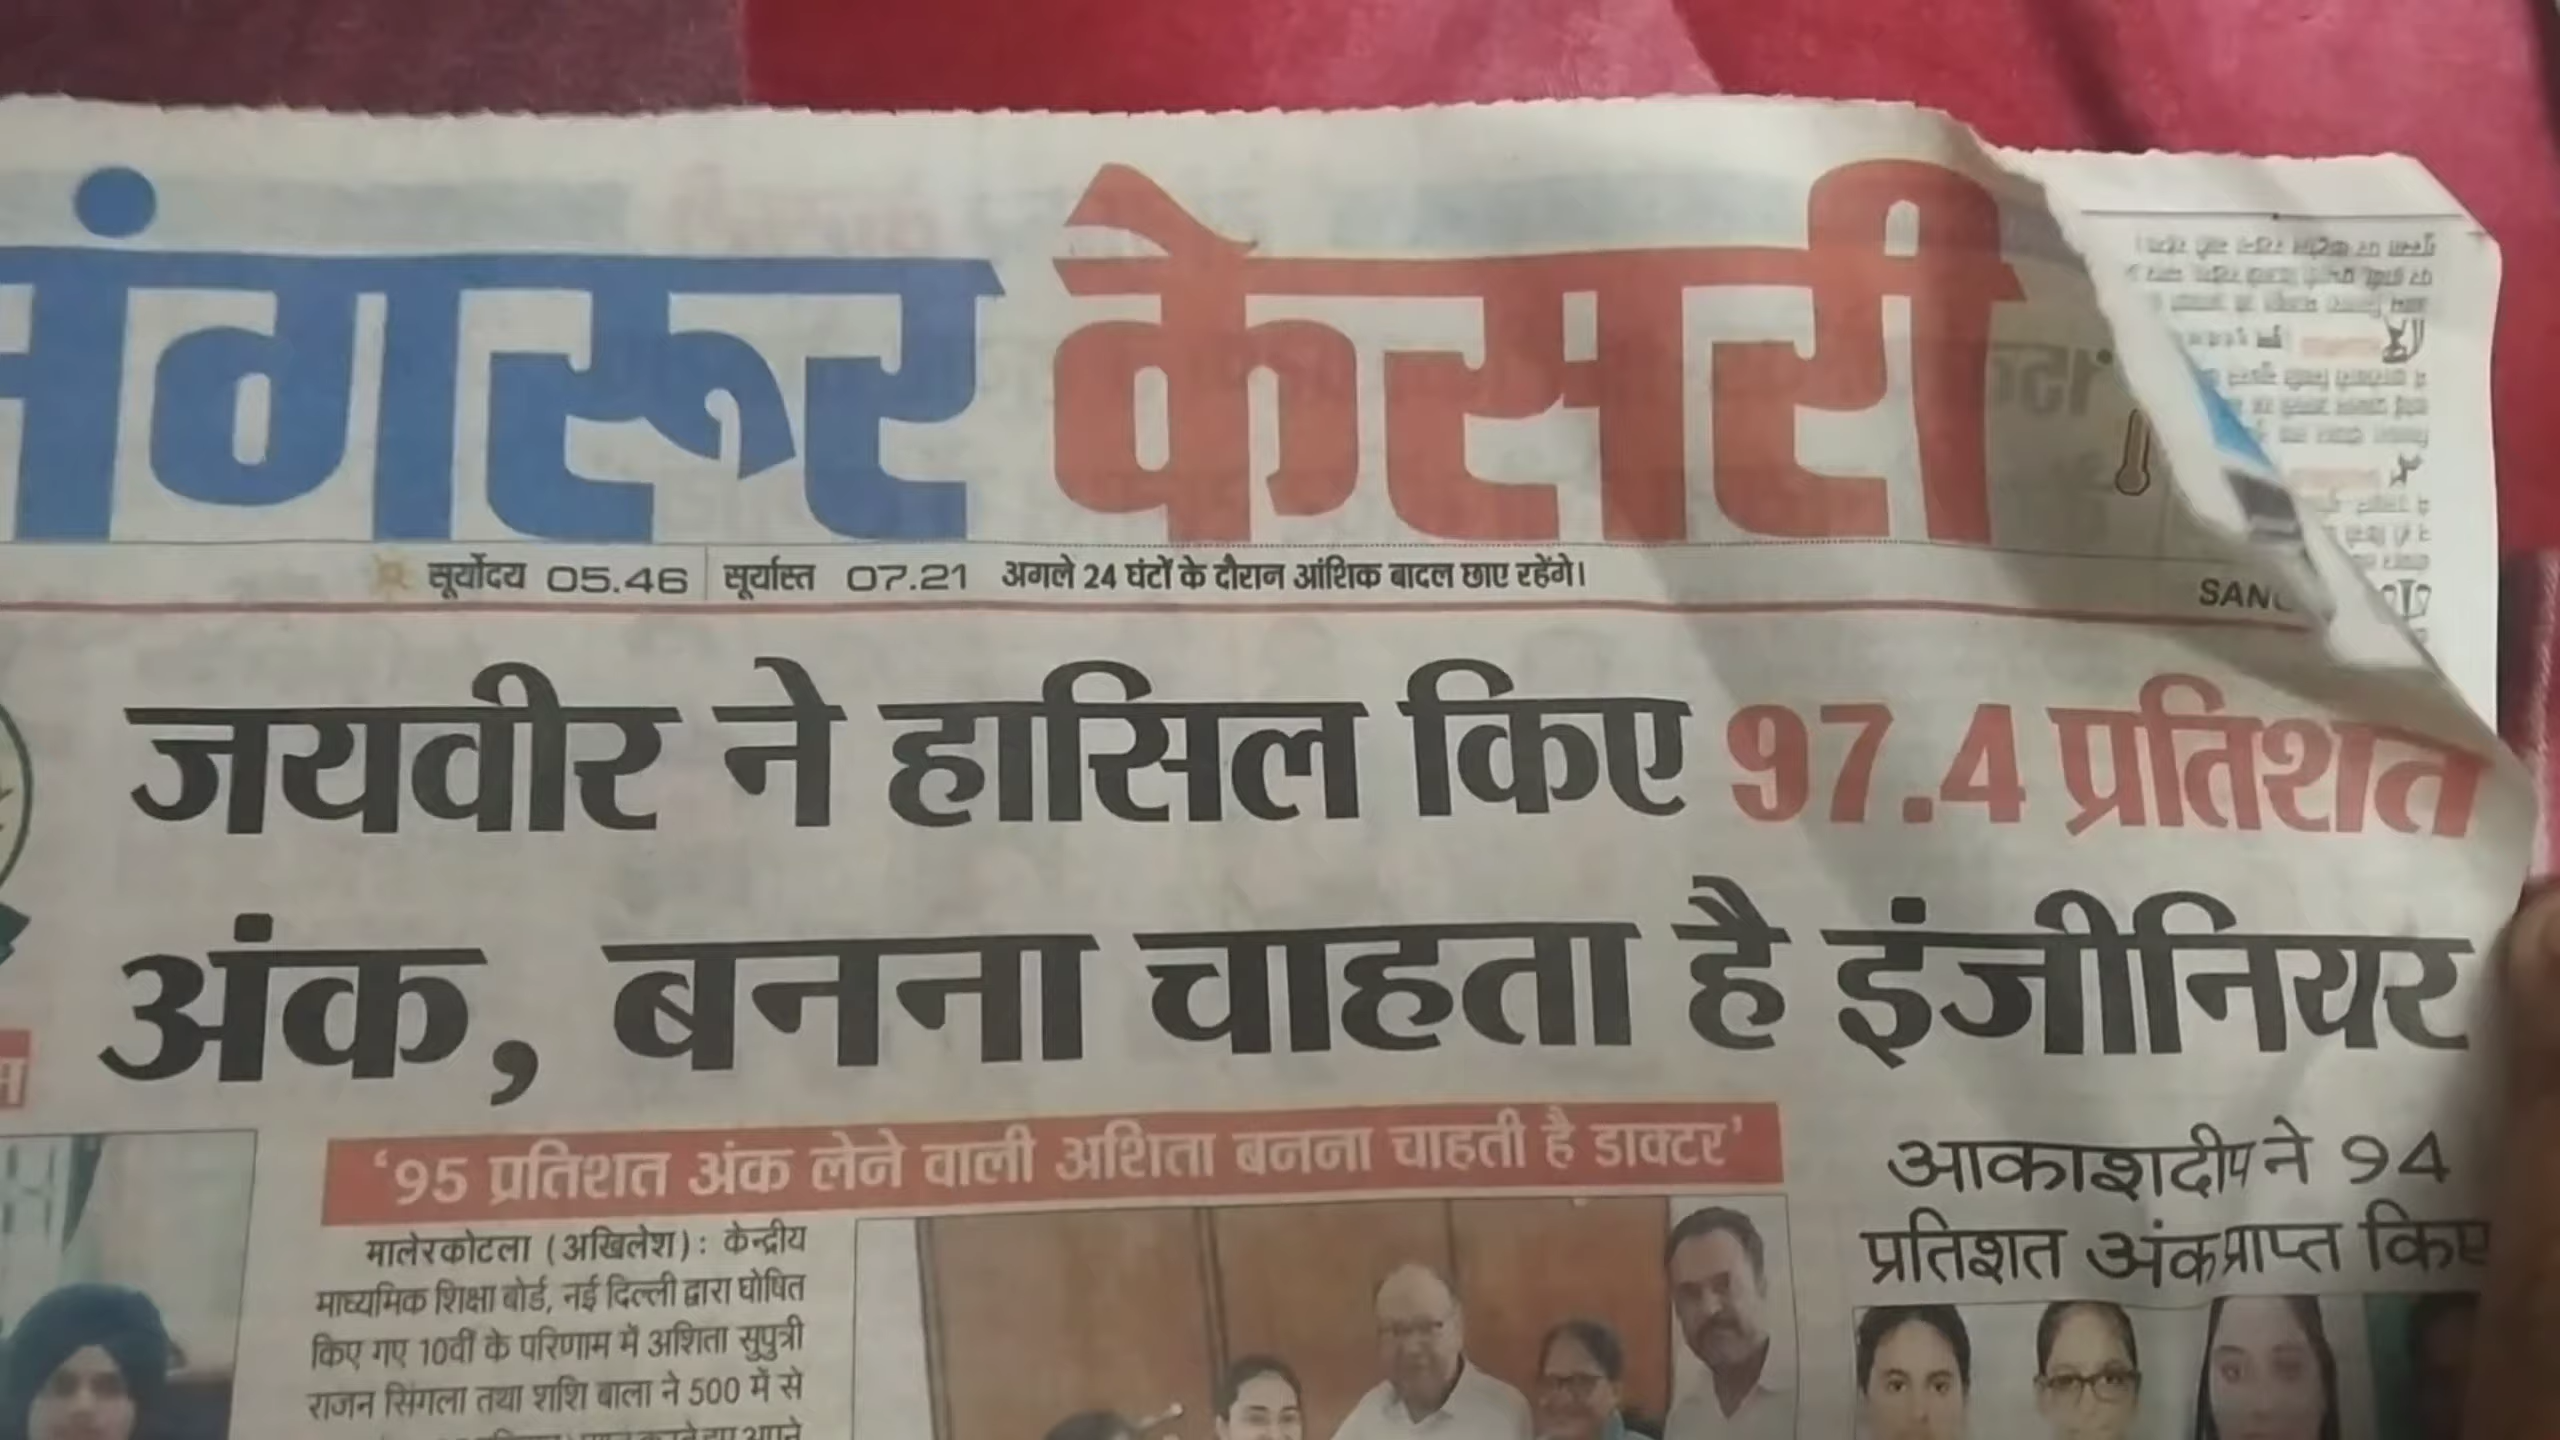 संगरूर केसरी
सूर्योदय 05.46 सूर्यास्त 07.21 अगले 24 घंटों के दौरान आंशिक बादल छाए रहेंगे।
जयवीर ने हासिल किए 97.4 प्रतिशत
अंक, बनना चाहता है इंजीनियर
‘95 प्रतिशत अंक लेने वाली अशिता बनना चाहती है डाक्टर’
मालेरकोटला (अखिलेश): केन्द्रीय
माध्यमिक शिक्षा बोर्ड, नई दिल्ली द्वारा घोषित
किए गए 10वीं के परिणाम में अशिता सुपुत्री
राजन सिंगला तथा शशि बाला ने 500 में से
आकाशदीप ने 94
प्रतिशत अंक प्राप्त किए